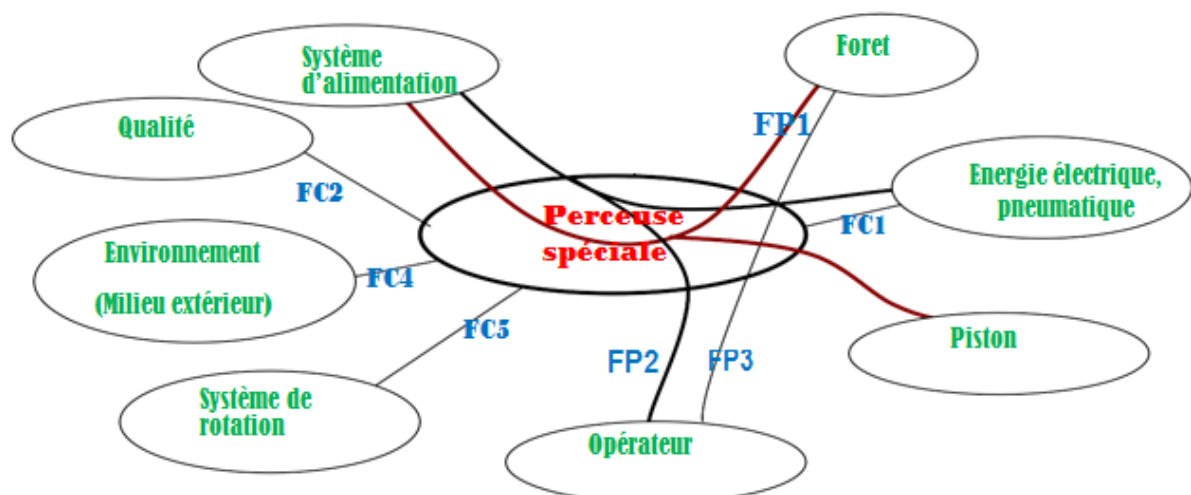 Système
d'alimentation
Foret
Qualité
FP1
Energie électrique,
pneumatique
FC2
Perceuse
spéciale
FC1
Environnement
(Milieu extérieur)
FC4
FC5
Piston
FP2
FP3
Système de
rotation
Opérateur